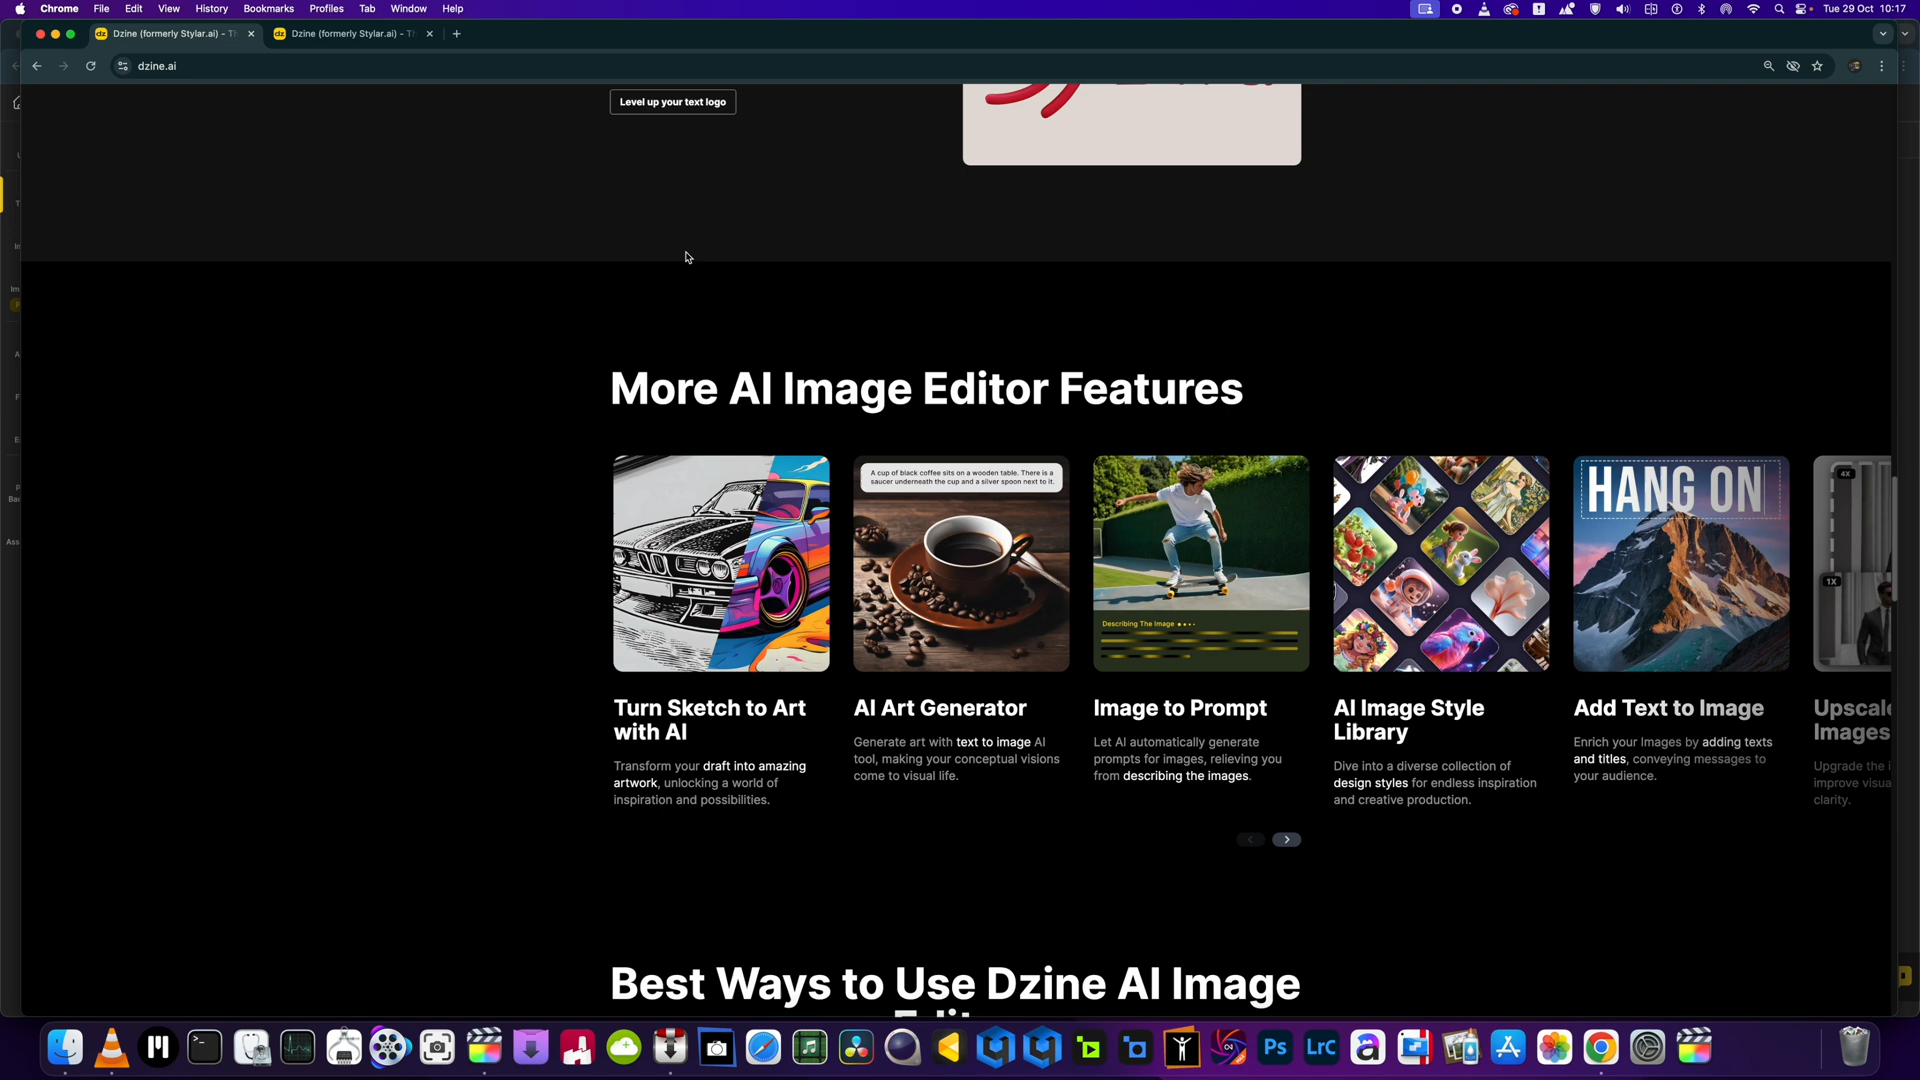 Chrome File Edit View History Bookmarks Profiles Tab Window Help
Tue 29 Oct 10:17
Dzine (formerly Stylar.ai) - Th
Dzine (formerly Stylar.ai) - Th
dzine.ai
Level up your text logo
More AI Image Editor Features
A cup of black coffee sits on a wooden table. There is a
saucer underneath the cup and a silver spoon next to it.
Describing The Image
HANG ON
4X
1X
Turn Sketch to Art
with AI
Transform your draft into amazing
artwork, unlocking a world of
inspiration and possibilities.
AI Art Generator
Generate art with text to image AI
tool, making your conceptual visions
come to visual life.
Image to Prompt
Let AI automatically generate
prompts for images, relieving you
from describing the images.
AI Image Style
Library
Dive into a diverse collection of
design styles for endless inspiration
and creative production.
Add Text to Image
Enrich your Images by adding texts
and titles, conveying messages to
your audience.
Upscale
Images
Upgrade the i
improve visua
clarity.
Best Ways to Use Dzine AI Image
Ps
LrC